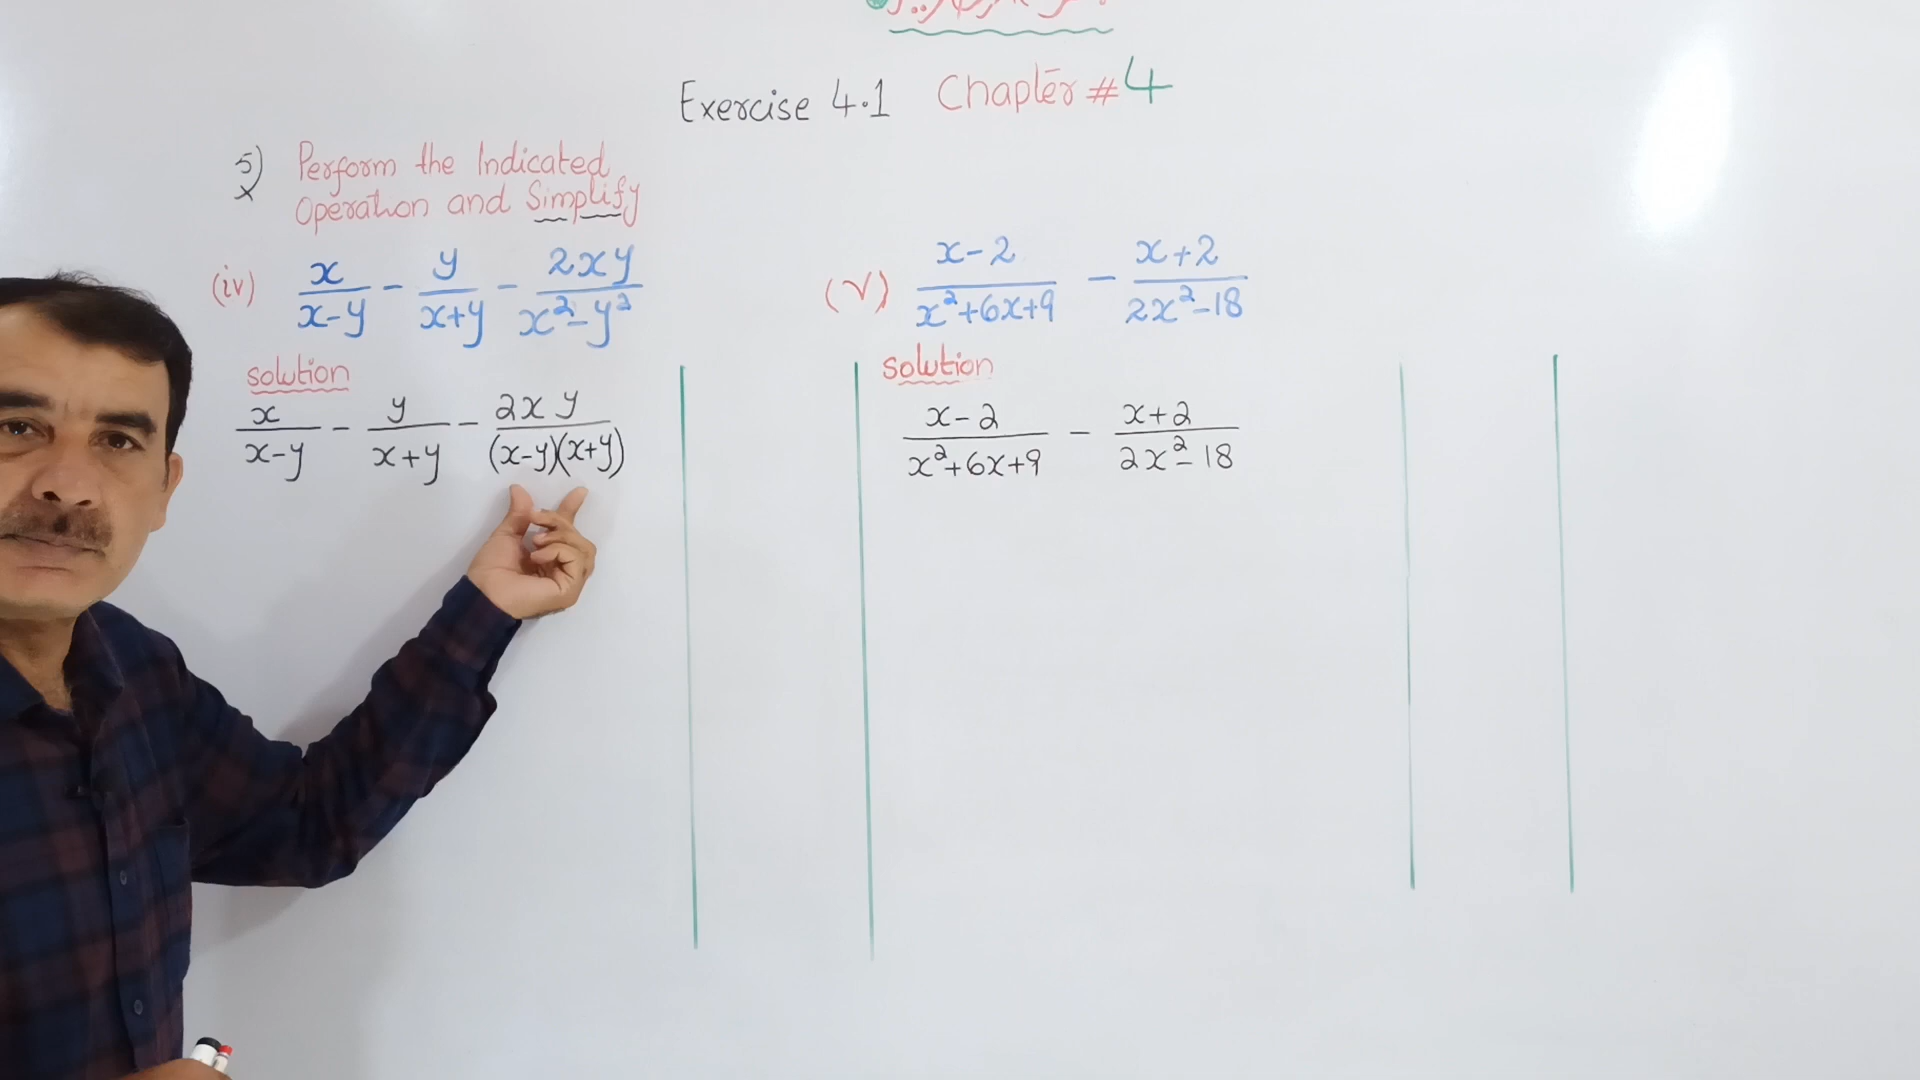 Exercise 4.1 Chapter # 4
5) Perform the Indicated
Operation and Simplify
(iv) x/(x-y) - y/(x+y) - 2xy/(x²-y²)
solution
x/(x-y) - y/(x+y) - 2xy/((x-y)(x+y))
(V) (x-2)/(x²+6x+9) - (x+2)/(2x²-18)
solution
(x-2)/(x²+6x+9) - (x+2)/(2x²-18)